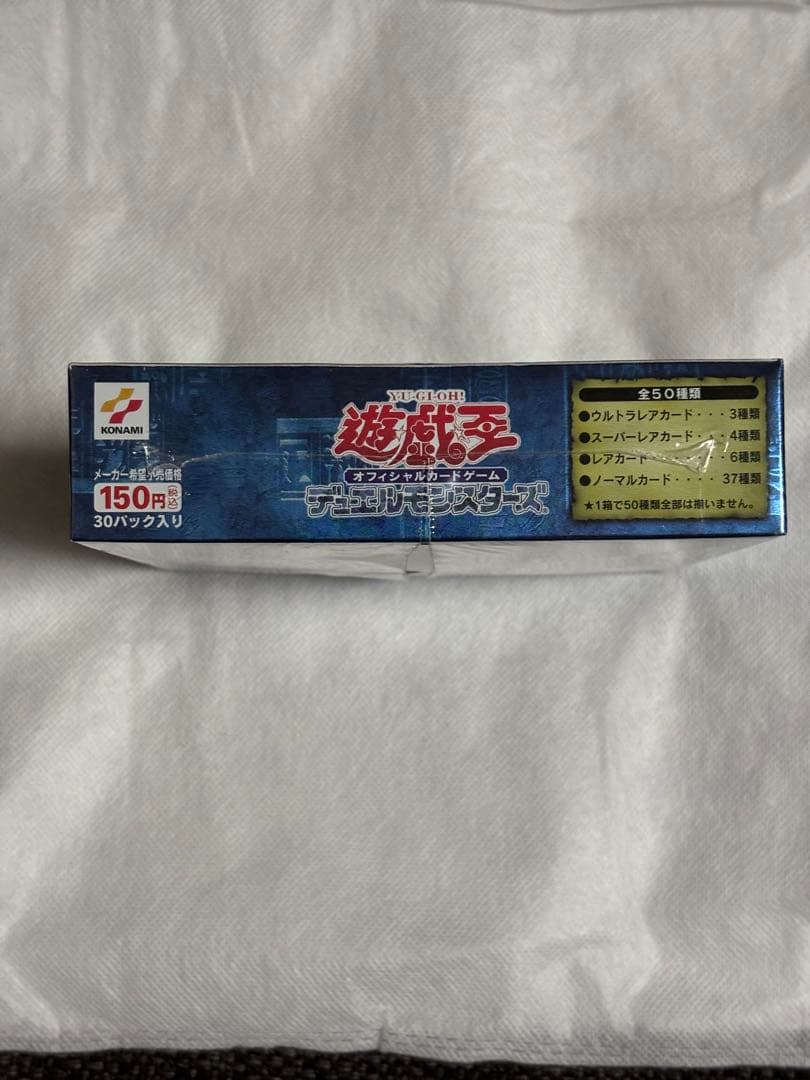 KONAMI
メーカー希望小売価格
150円(税込)
30パック入り
YU-GI-OH!
遊戯王
オフィシャルカードゲーム
デュエルモンスターズ
全50種類
●ウルトラレアカード・・・3種類
●スーパーレアカード・・・4種類
●レアカード・・・・・・・6種類
●ノーマルカード・・・・37種類
★1箱で50種類全部は揃いません。